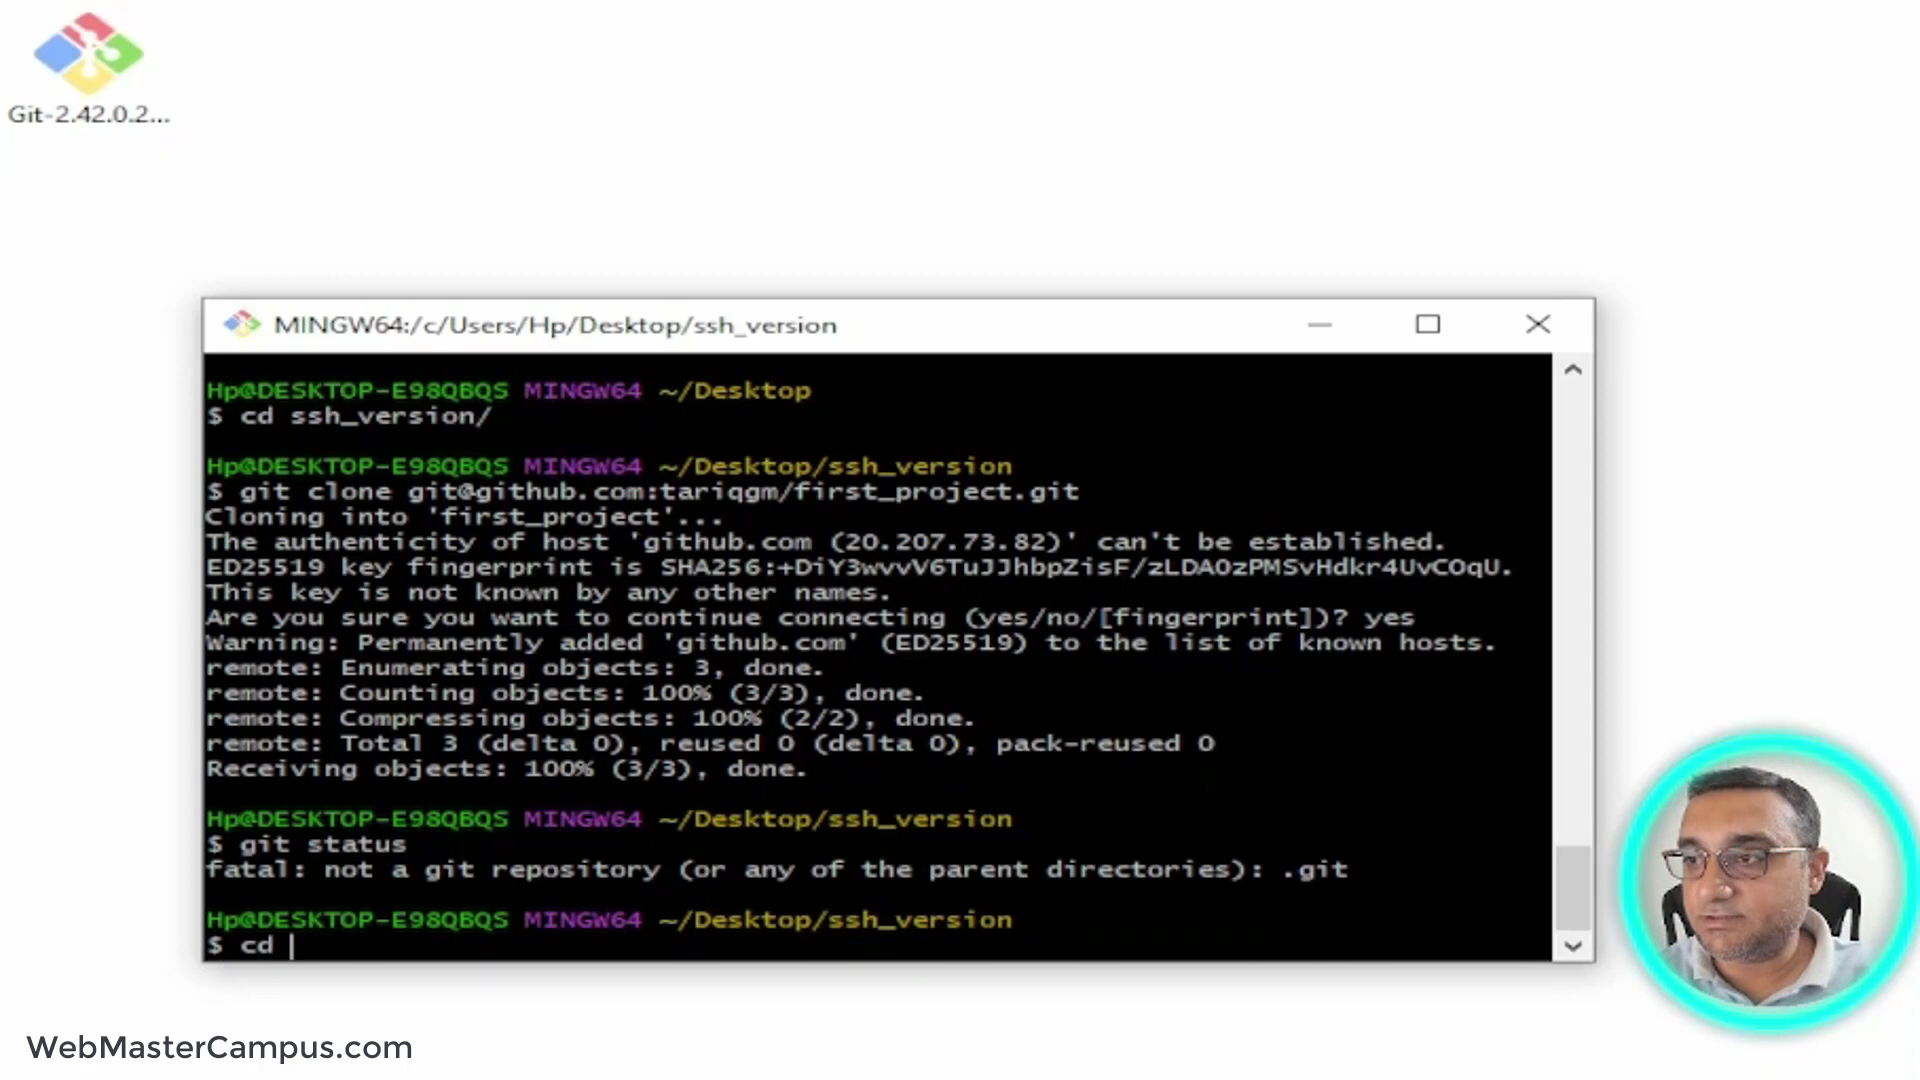 Git-2.42.0.2...
MINGW64:/c/Users/Hp/Desktop/ssh_version
Hp@DESKTOP-E98QBQS MINGW64 ~/Desktop
$ cd ssh_version/
Hp@DESKTOP-E98QBQS MINGW64 ~/Desktop/ssh_version
$ git clone git@github.com:tariqgm/first_project.git
Cloning into 'first_project'...
The authenticity of host 'github.com (20.207.73.82)' can't be established.
ED25519 key fingerprint is SHA256:+DiY3wvvV6TuJJhbpZisF/zLDA0zPMSvHdkr4UvCOqU.
This key is not known by any other names.
Are you sure you want to continue connecting (yes/no/[fingerprint])? yes
Warning: Permanently added 'github.com' (ED25519) to the list of known hosts.
remote: Enumerating objects: 3, done.
remote: Counting objects: 100% (3/3), done.
remote: Compressing objects: 100% (2/2), done.
remote: Total 3 (delta 0), reused 0 (delta 0), pack-reused 0
Receiving objects: 100% (3/3), done.
Hp@DESKTOP-E98QBQS MINGW64 ~/Desktop/ssh_version
$ git status
fatal: not a git repository (or any of the parent directories): .git
Hp@DESKTOP-E98QBQS MINGW64 ~/Desktop/ssh_version
$ cd
WebMasterCampus.com